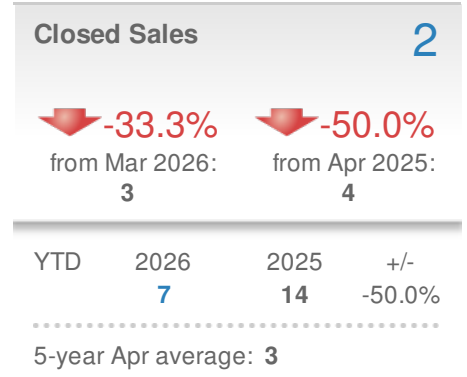 Closed Sales 2
-33.3% -50.0%
from Mar 2026: from Apr 2025:
3 4
YTD 2026 2025 +/-
7 14 -50.0%
5-year Apr average: 3